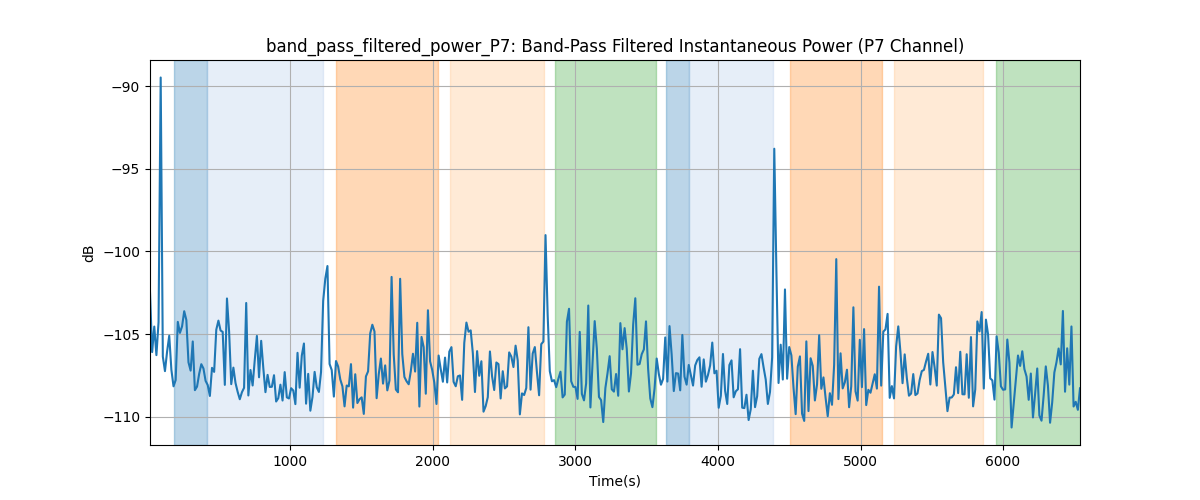 band_pass_filtered_power_P7: Band-Pass Filtered Instantaneous Power (P7 Channel)
−90
−95
−100
−105
−110
dB
1000 2000 3000 4000 5000 6000
Time(s)